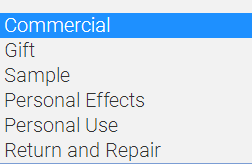 Commercial
Gift
Sample
Personal Effects
Personal Use
Return and Repair